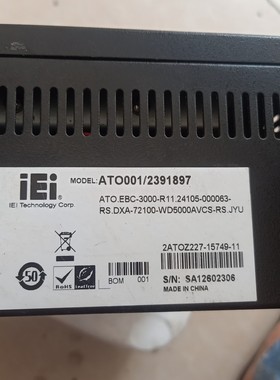 iEi
IEI Technology Corp
MODEL:ATO001/2391897
ATO.EBC-3000-R11.24105-000063-
RS.DXA-72100-WD5000AVCS-RS.JYU
2ATOZ227-15749-11
50
RoHS
BOM 001
S/N: SA12602306
MADE IN CHINA